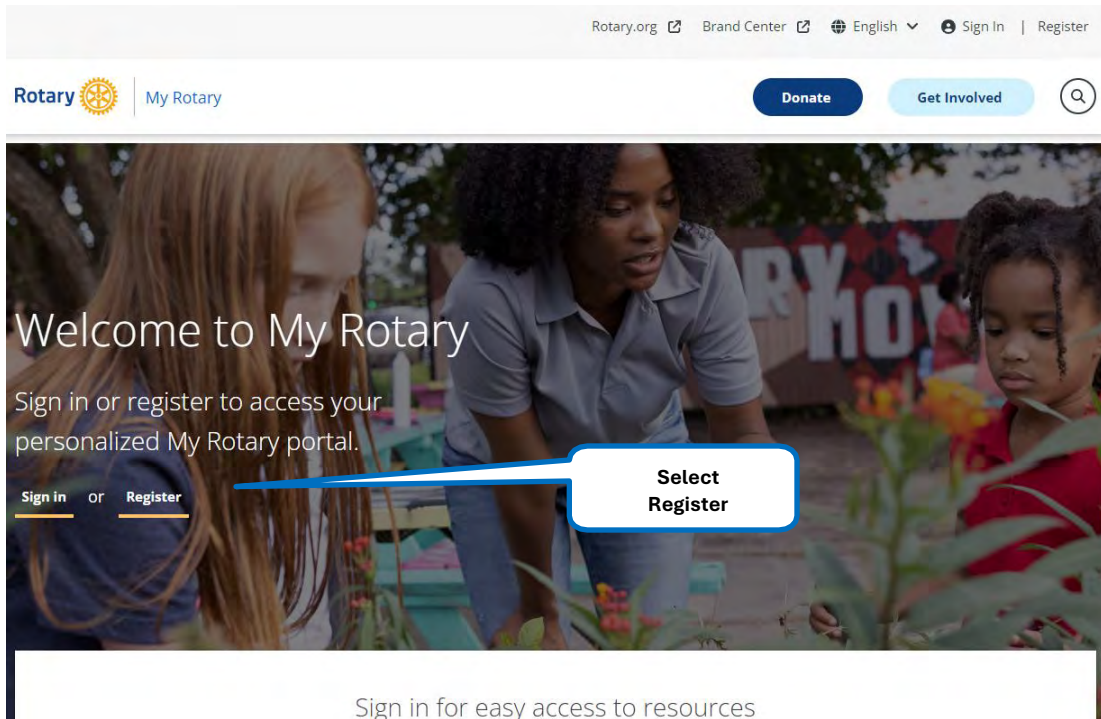 Rotary.org Brand Center English Sign In | Register
Rotary My Rotary Donate Get Involved
RY
MO
Welcome to My Rotary
Sign in or register to access your
personalized My Rotary portal.
Sign in or Register
Select
Register
Sign in for easy access to resources